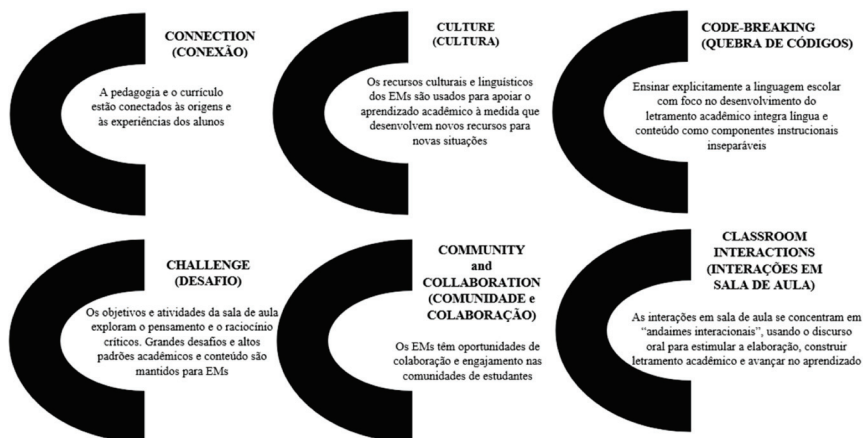 CONNECTION
(CONEXÃO)
A pedagogia e o currículo
estão conectados às origens e
às experiências dos alunos
CULTURE
(CULTURA)
Os recursos culturais e linguísticos
dos EMs são usados para apoiar o
aprendizado acadêmico à medida que
desenvolvem novos recursos para
novas situações
CODE-BREAKING
(QUEBRA DE CÓDIGOS)
Ensinar explicitamente a linguagem escolar
com foco no desenvolvimento do
letramento acadêmico integra língua e
conteúdo como componentes instrucionais
inseparáveis
CHALLENGE
(DESAFIO)
Os objetivos e atividades da sala de aula
exploram o pensamento e o raciocínio
críticos. Grandes desafios e altos
padrões acadêmicos e conteúdo são
mantidos para EMs
COMMUNITY
and
COLLABORATION
(COMUNIDADE e
COLABORAÇÃO)
Os EMs têm oportunidades de
colaboração e engajamento nas
comunidades de estudantes
CLASSROOM
INTERACTIONS
(INTERAÇÕES EM
SALA DE AULA)
As interações em sala de aula se concentram em
“andaimes interacionais”, usando o discurso
oral para estimular a elaboração, construir
letramento acadêmico e avançar no aprendizado